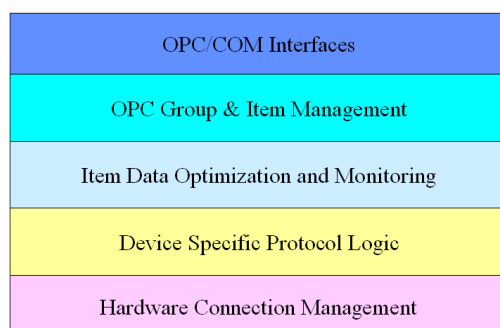 OPC/COM Interfaces
OPC Group & Item Management
Item Data Optimization and Monitoring
Device Specific Protocol Logic
Hardware Connection Management